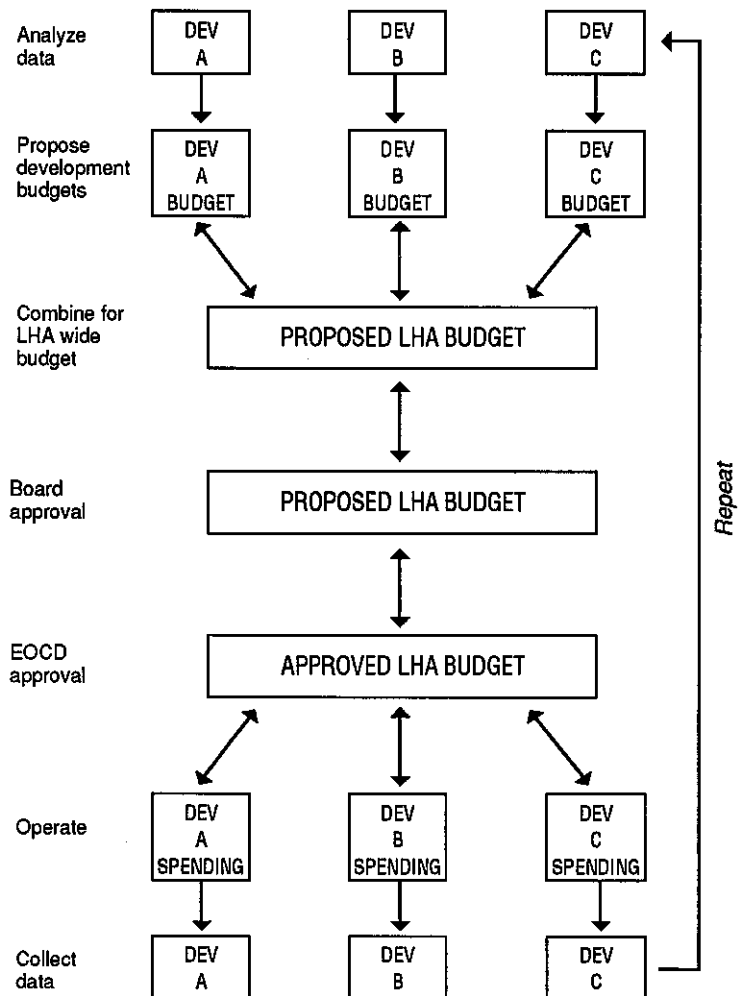 Analyze
data
DEV
A
DEV
B
DEV
C
Propose
development
budgets
DEV
A
BUDGET
DEV
B
BUDGET
DEV
C
BUDGET
Combine for
LHA wide
budget
PROPOSED LHA BUDGET
Board
approval
PROPOSED LHA BUDGET
Repeat
EOCD
approval
APPROVED LHA BUDGET
Operate
DEV
A
SPENDING
DEV
B
SPENDING
DEV
C
SPENDING
Collect
data
DEV
A
DEV
B
DEV
C